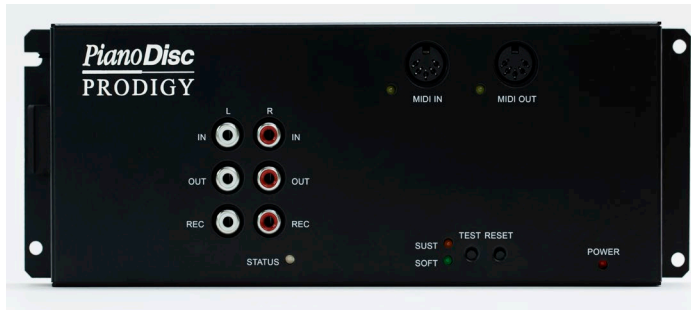 PianoDisc
PRODIGY
MIDI IN
MIDI OUT
L R
IN IN
OUT OUT
REC REC
STATUS
SUST
SOFT
TEST RESET
POWER